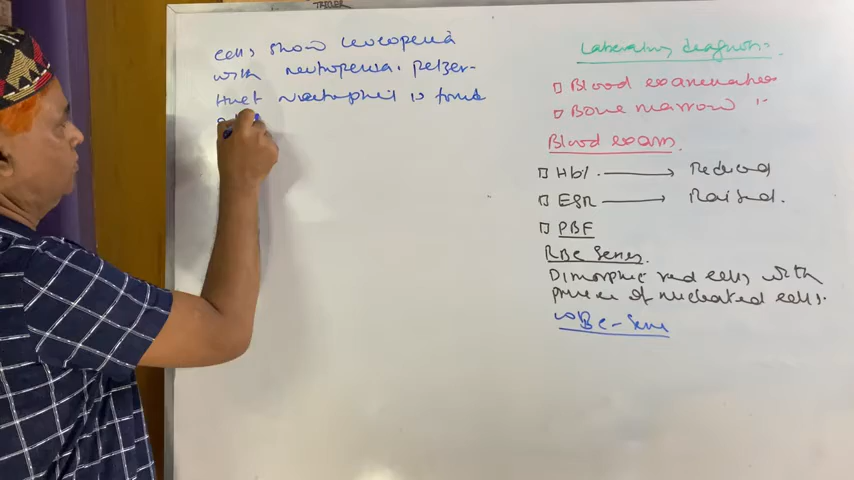 Laboratory diagnosis.
□ Blood examination
□ Bone marrow "
Blood exam.
□ Hb%. → Reduced
□ ESR → Raised.
□ PBF
RBC Series.
Dimorphic red cells with
presence of nucleated cells.
WBC-Series
cells show leucopenia
with neutropenia. Pelger-
Huet neutrophil is found